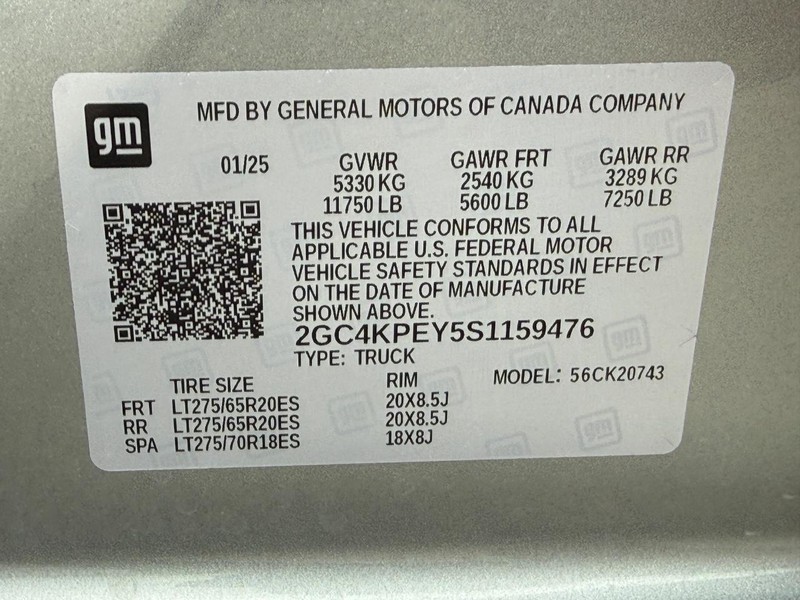 gm
MFD BY GENERAL MOTORS OF CANADA COMPANY
01/25 GVWR GAWR FRT GAWR RR
5330 KG 2540 KG 3289 KG
11750 LB 5600 LB 7250 LB
THIS VEHICLE CONFORMS TO ALL
APPLICABLE U.S. FEDERAL MOTOR
VEHICLE SAFETY STANDARDS IN EFFECT
ON THE DATE OF MANUFACTURE
SHOWN ABOVE.
2GC4KPEY5S1159476
TYPE: TRUCK
TIRE SIZE RIM MODEL: 56CK20743
FRT LT275/65R20ES 20X8.5J
RR LT275/65R20ES 20X8.5J
SPA LT275/70R18ES 18X8J